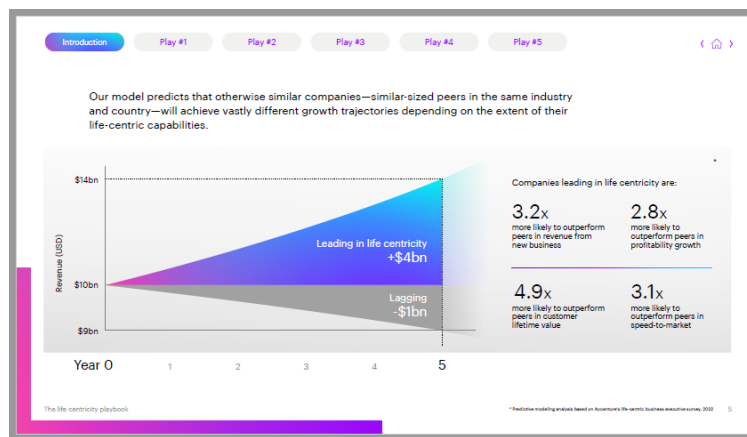 Introduction
Play #1
Play #2
Play #3
Play #4
Play #5
Our model predicts that otherwise similar companies—similar-sized peers in the same industry
and country—will achieve vastly different growth trajectories depending on the extent of their
life-centric capabilities.
Revenue (USD)
$14bn
$10bn
$9bn
Leading in life centricity
+$4bn
Lagging
-$1bn
Year 0
1
2
3
4
5
*
Companies leading in life centricity are:
3.2x
more likely to outperform
peers in revenue from
new business
2.8x
more likely to
outperform peers in
profitability growth
4.9x
more likely to outperform
peers in customer
lifetime value
3.1x
more likely to
outperform peers in
speed-to-market
The life centricity playbook
* Predictive modeling analysis based on Accenture's life-centric business executive survey, 2022
5